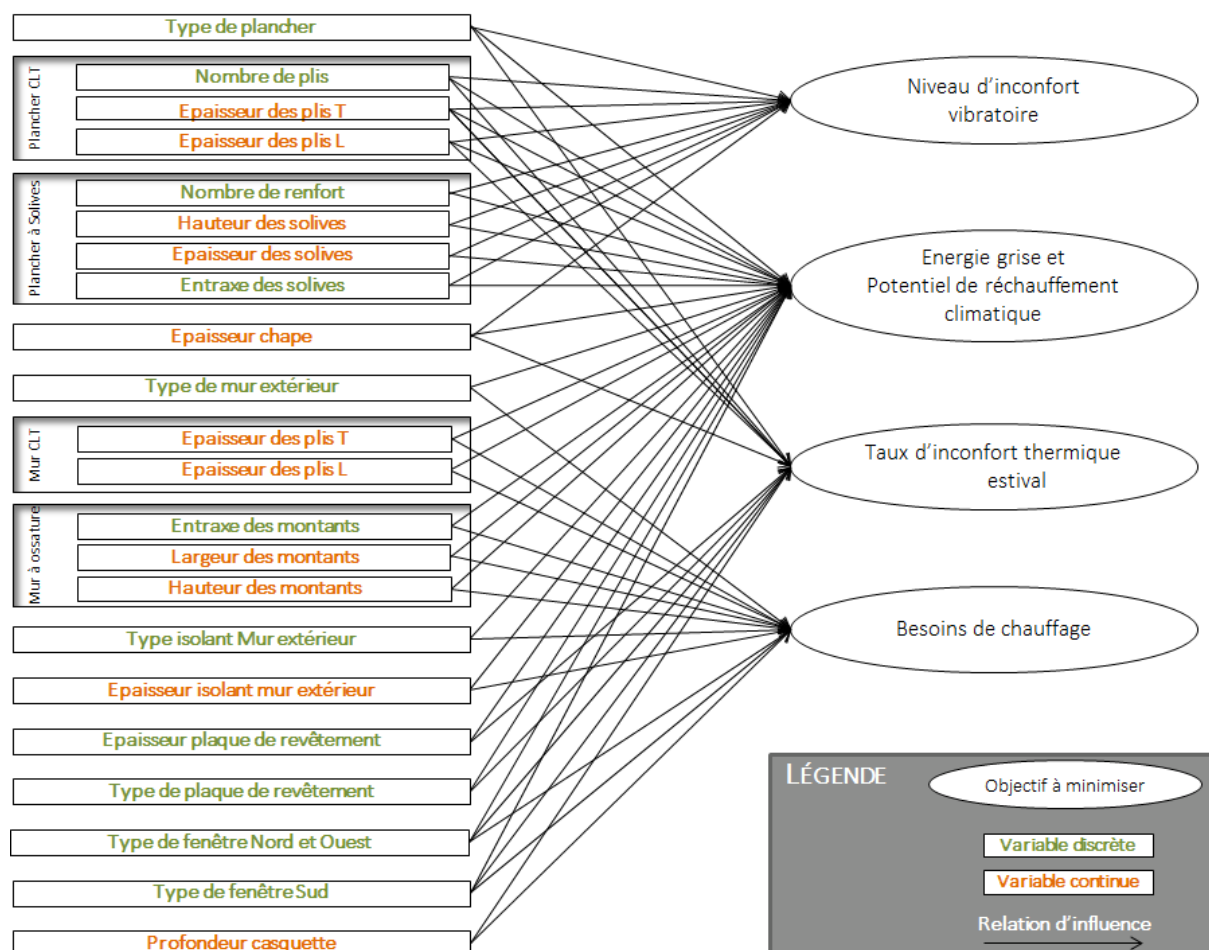 Type de plancher
Plancher CLT
Nombre de plis
Epaisseur des plis T
Epaisseur des plis L
Plancher à Solives
Nombre de renfort
Hauteur des solives
Epaisseur des solives
Entraxe des solives
Epaisseur chape
Type de mur extérieur
Mur CLT
Epaisseur des plis T
Epaisseur des plis L
Mur à ossature
Entraxe des montants
Largeur des montants
Hauteur des montants
Type isolant Mur extérieur
Epaisseur isolant mur extérieur
Epaisseur plaque de revêtement
Type de plaque de revêtement
Type de fenêtre Nord et Ouest
Type de fenêtre Sud
Profondeur casquette
Niveau d'inconfort
vibratoire
Energie grise et
Potentiel de réchauffement
climatique
Taux d'inconfort thermique
estival
Besoins de chauffage
LÉGENDE
Objectif à minimiser
Variable discrète
Variable continue
Relation d'influence